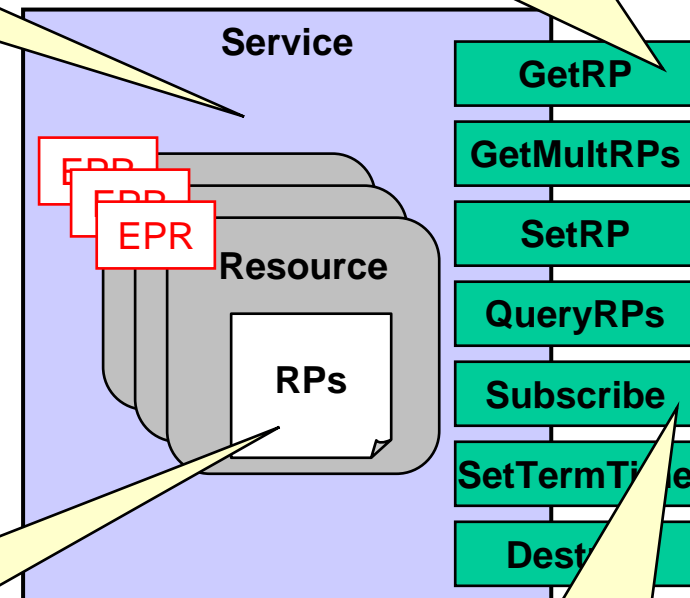 Service
GetRP
GetMultRPs
EPR
EPR
EPR
SetRP
Resource
QueryRPs
RPs
Subscribe